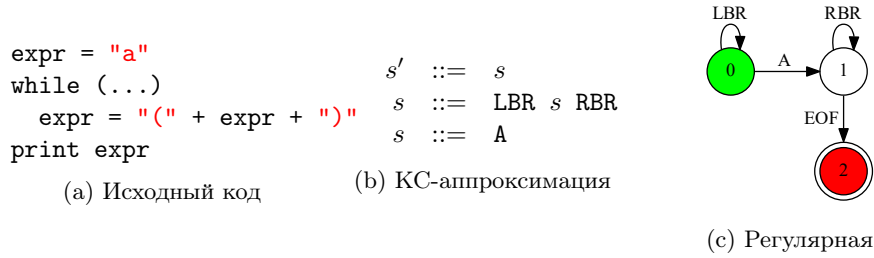 expr = "a"
while (...)
expr = "(" + expr + ")"
print expr
(a) Исходный код
s′ ::= s
s ::= LBR s RBR
s ::= A
(b) КС-аппроксимация
LBR
RBR
0
A
1
EOF
2
(c) Регулярная